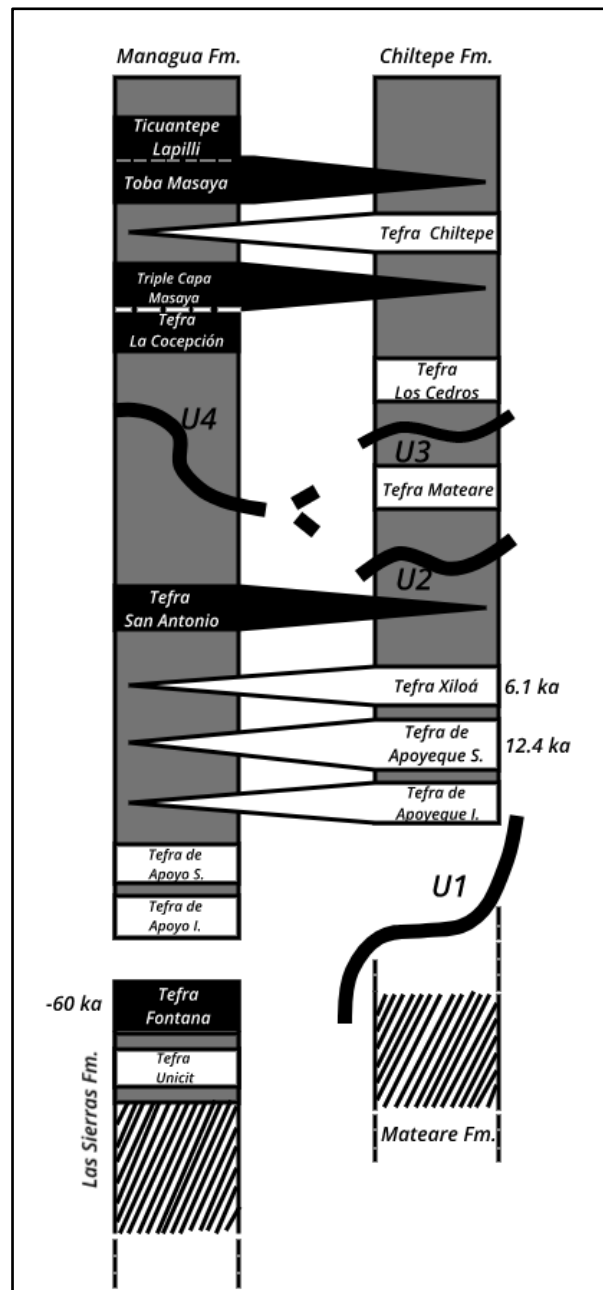 Managua Fm.
Chiltepe Fm.
Ticuantepe
Lapilli
Toba Masaya
Tefra Chiltepe
Triple Capa
Masaya
Tefra
La Cocepción
Tefra
Los Cedros
U4
U3
Tefra Mateare
U2
Tefra
San Antonio
Tefra Xiloá
6.1 ka
Tefra de
Apoyeque S.
12.4 ka
Tefra de
Apoyeque I.
Tefra de
Apoyo S.
U1
Tefra de
Apoyo I.
-60 ka
Tefra
Fontana
Tefra
Unicit
Las Sierras Fm.
Mateare Fm.